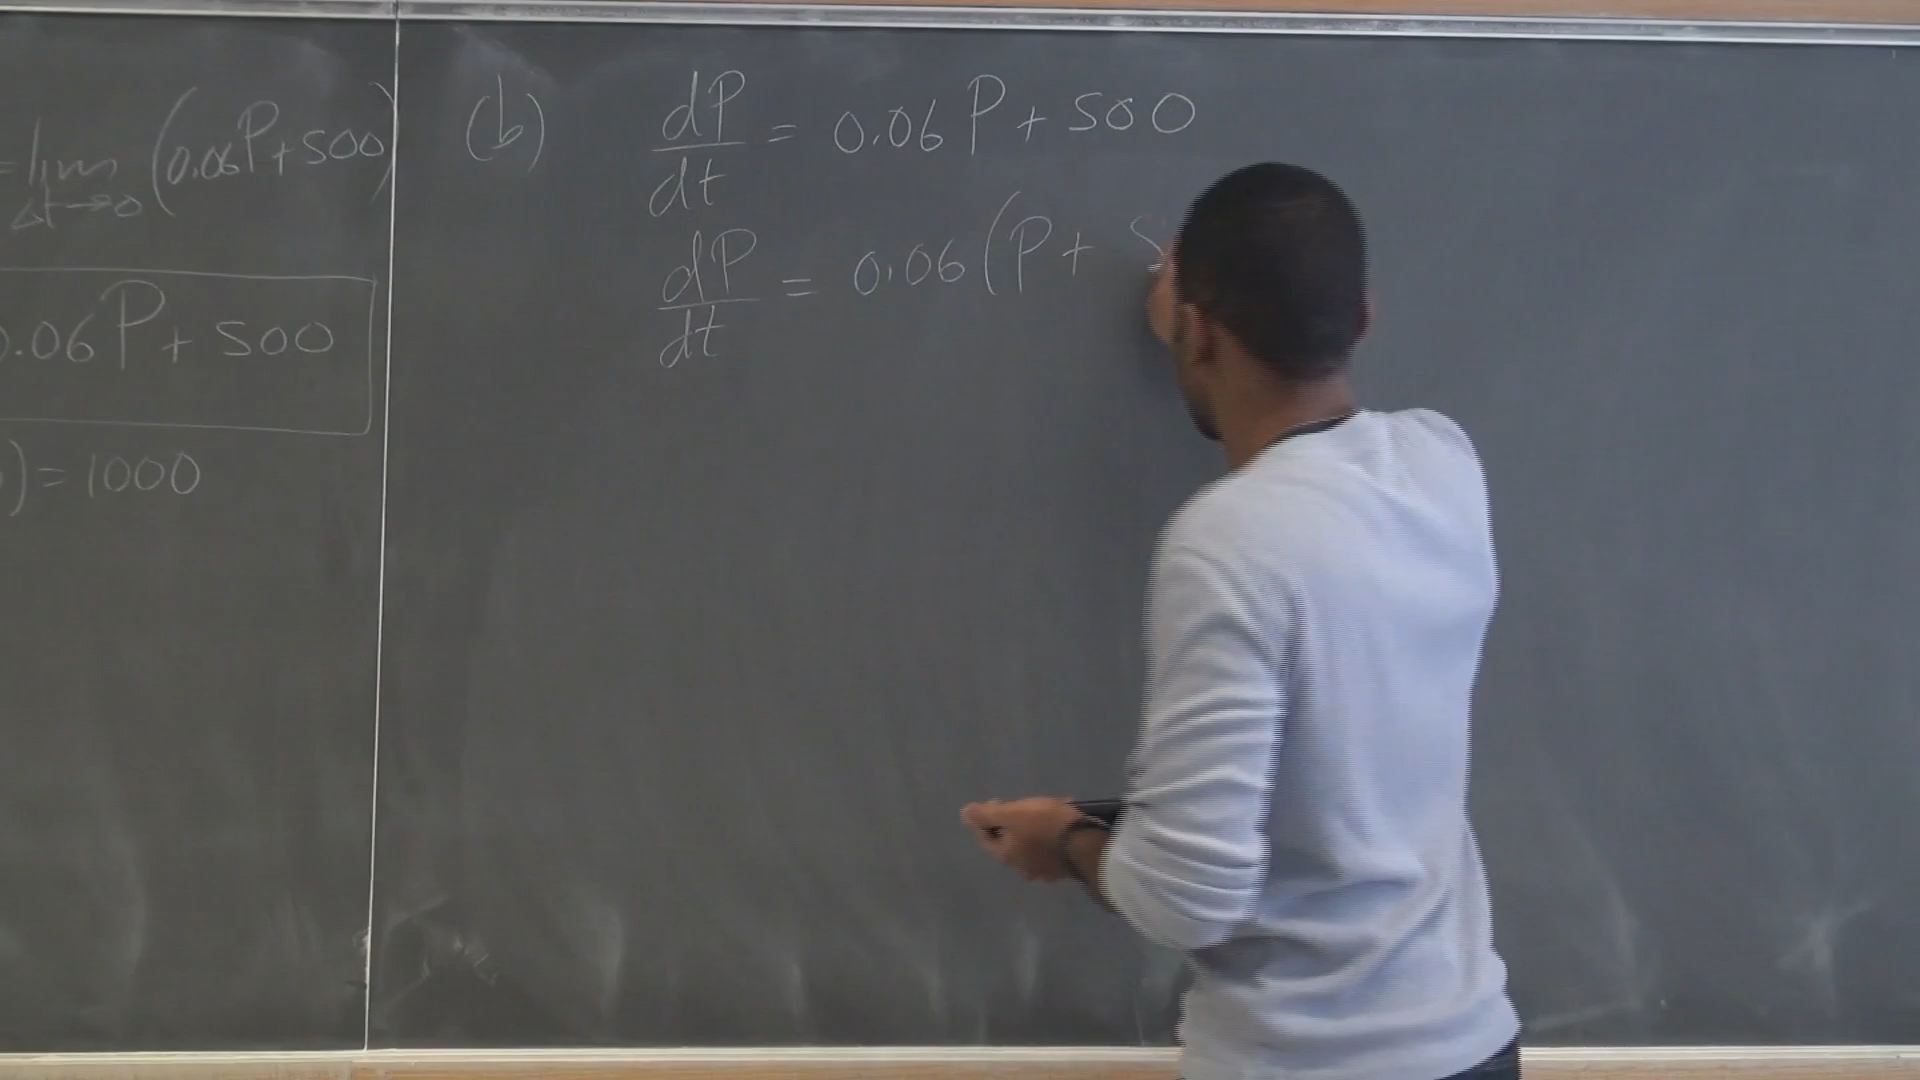 = lim (0.06P + 500)
Δt→0
0.06P + 500
) = 1000
(b) dP/dt = 0.06P + 500
dP/dt = 0.06(P + 5